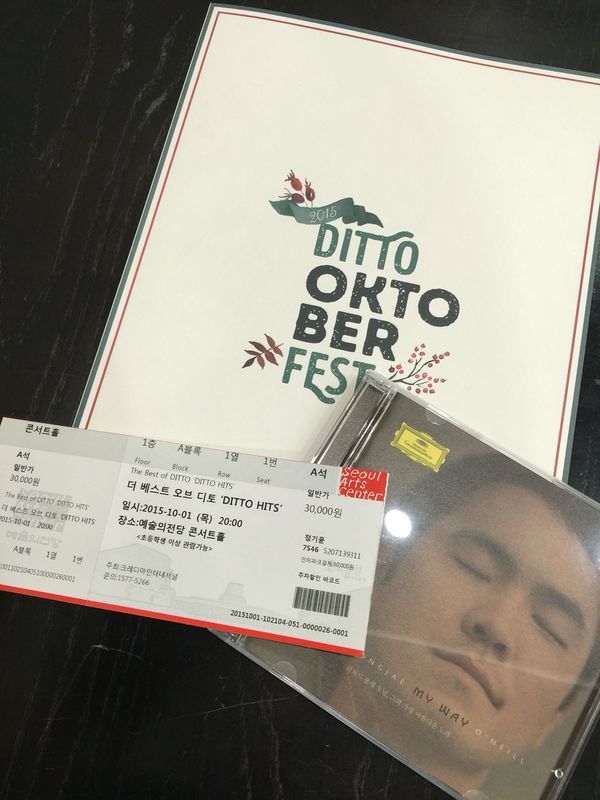 2015
DITTO
OKTO
BER
FEST
콘서트홀
A석
일반가
30,000원
The Best of DITTO 'DITTO HITS'
더 베스트 오브 디토 'DITTO HITS'
2015-10-01 20:00
A블록 1열 1번
1층 A블록 1열 1번
Floor Block Row Seat
The Best of DITTO 'DITTO HITS'
더 베스트 오브 디토 'DITTO HITS'
일시:2015-10-01 (목) 20:00
장소:예술의전당 콘서트홀
<초등학생 이상 관람가능>
주최:크레디아인터내셔널
문의:1577-5266
20151001-102104-051-0000026-0001
A석
일반가
30,000원
정기윤
7546 5207139311
인터파크결제:30,000원
주차할인 바코드
Seoul
Arts
Center
Deutsche
Grammophon
MY WAY O'NEILL